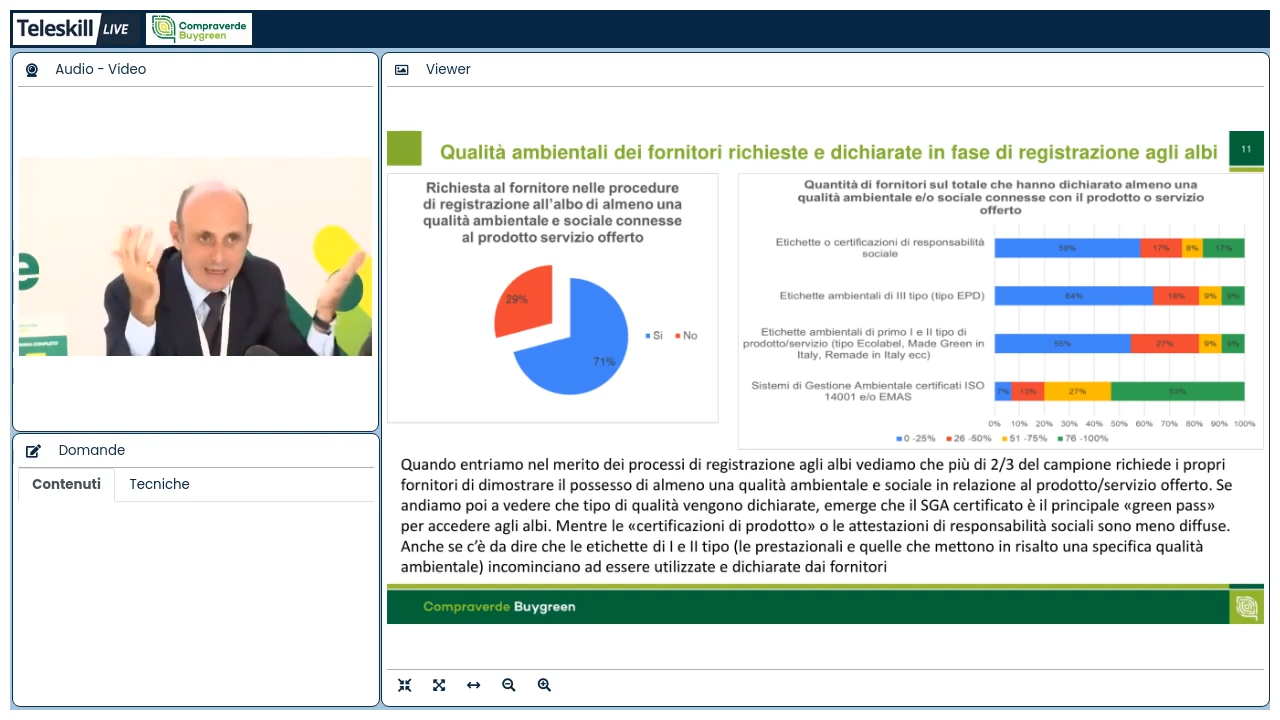 Teleskill LIVE
Compraverde
Buygreen
Audio - Video
Viewer
Qualità ambientali dei fornitori richieste e dichiarate in fase di registrazione agli albi
11
Richiesta al fornitore nelle procedure
di registrazione all'albo di almeno una
qualità ambientale e sociale connesse
al prodotto servizio offerto
29%
71%
Si
No
Quantità di fornitori sul totale che hanno dichiarato almeno una
qualità ambientale e/o sociale connesse con il prodotto o servizio
offerto
Etichette o certificazioni di responsabilità
sociale
58% 17% 8% 17%
Etichette ambientali di III tipo (tipo EPD)
64% 18% 9% 9%
Etichette ambientali di primo I e II tipo di
prodotto/servizio (tipo Ecolabel, Made Green in
Italy, Remade in Italy ecc)
55% 27% 9% 9%
Sistemi di Gestione Ambientale certificati ISO
14001 e/o EMAS
7% 13% 27% 53%
0% 10% 20% 30% 40% 50% 60% 70% 80% 90% 100%
0 -25% 26 -50% 51 -75% 76 -100%
Quando entriamo nel merito dei processi di registrazione agli albi vediamo che più di 2/3 del campione richiede i propri
fornitori di dimostrare il possesso di almeno una qualità ambientale e sociale in relazione al prodotto/servizio offerto. Se
andiamo poi a vedere che tipo di qualità vengono dichiarate, emerge che il SGA certificato è il principale «green pass»
per accedere agli albi. Mentre le «certificazioni di prodotto» o le attestazioni di responsabilità sociali sono meno diffuse.
Anche se c'è da dire che le etichette di I e II tipo (le prestazionali e quelle che mettono in risalto una specifica qualità
ambientale) incominciano ad essere utilizzate e dichiarate dai fornitori
Compraverde Buygreen
Domande
Contenuti
Tecniche